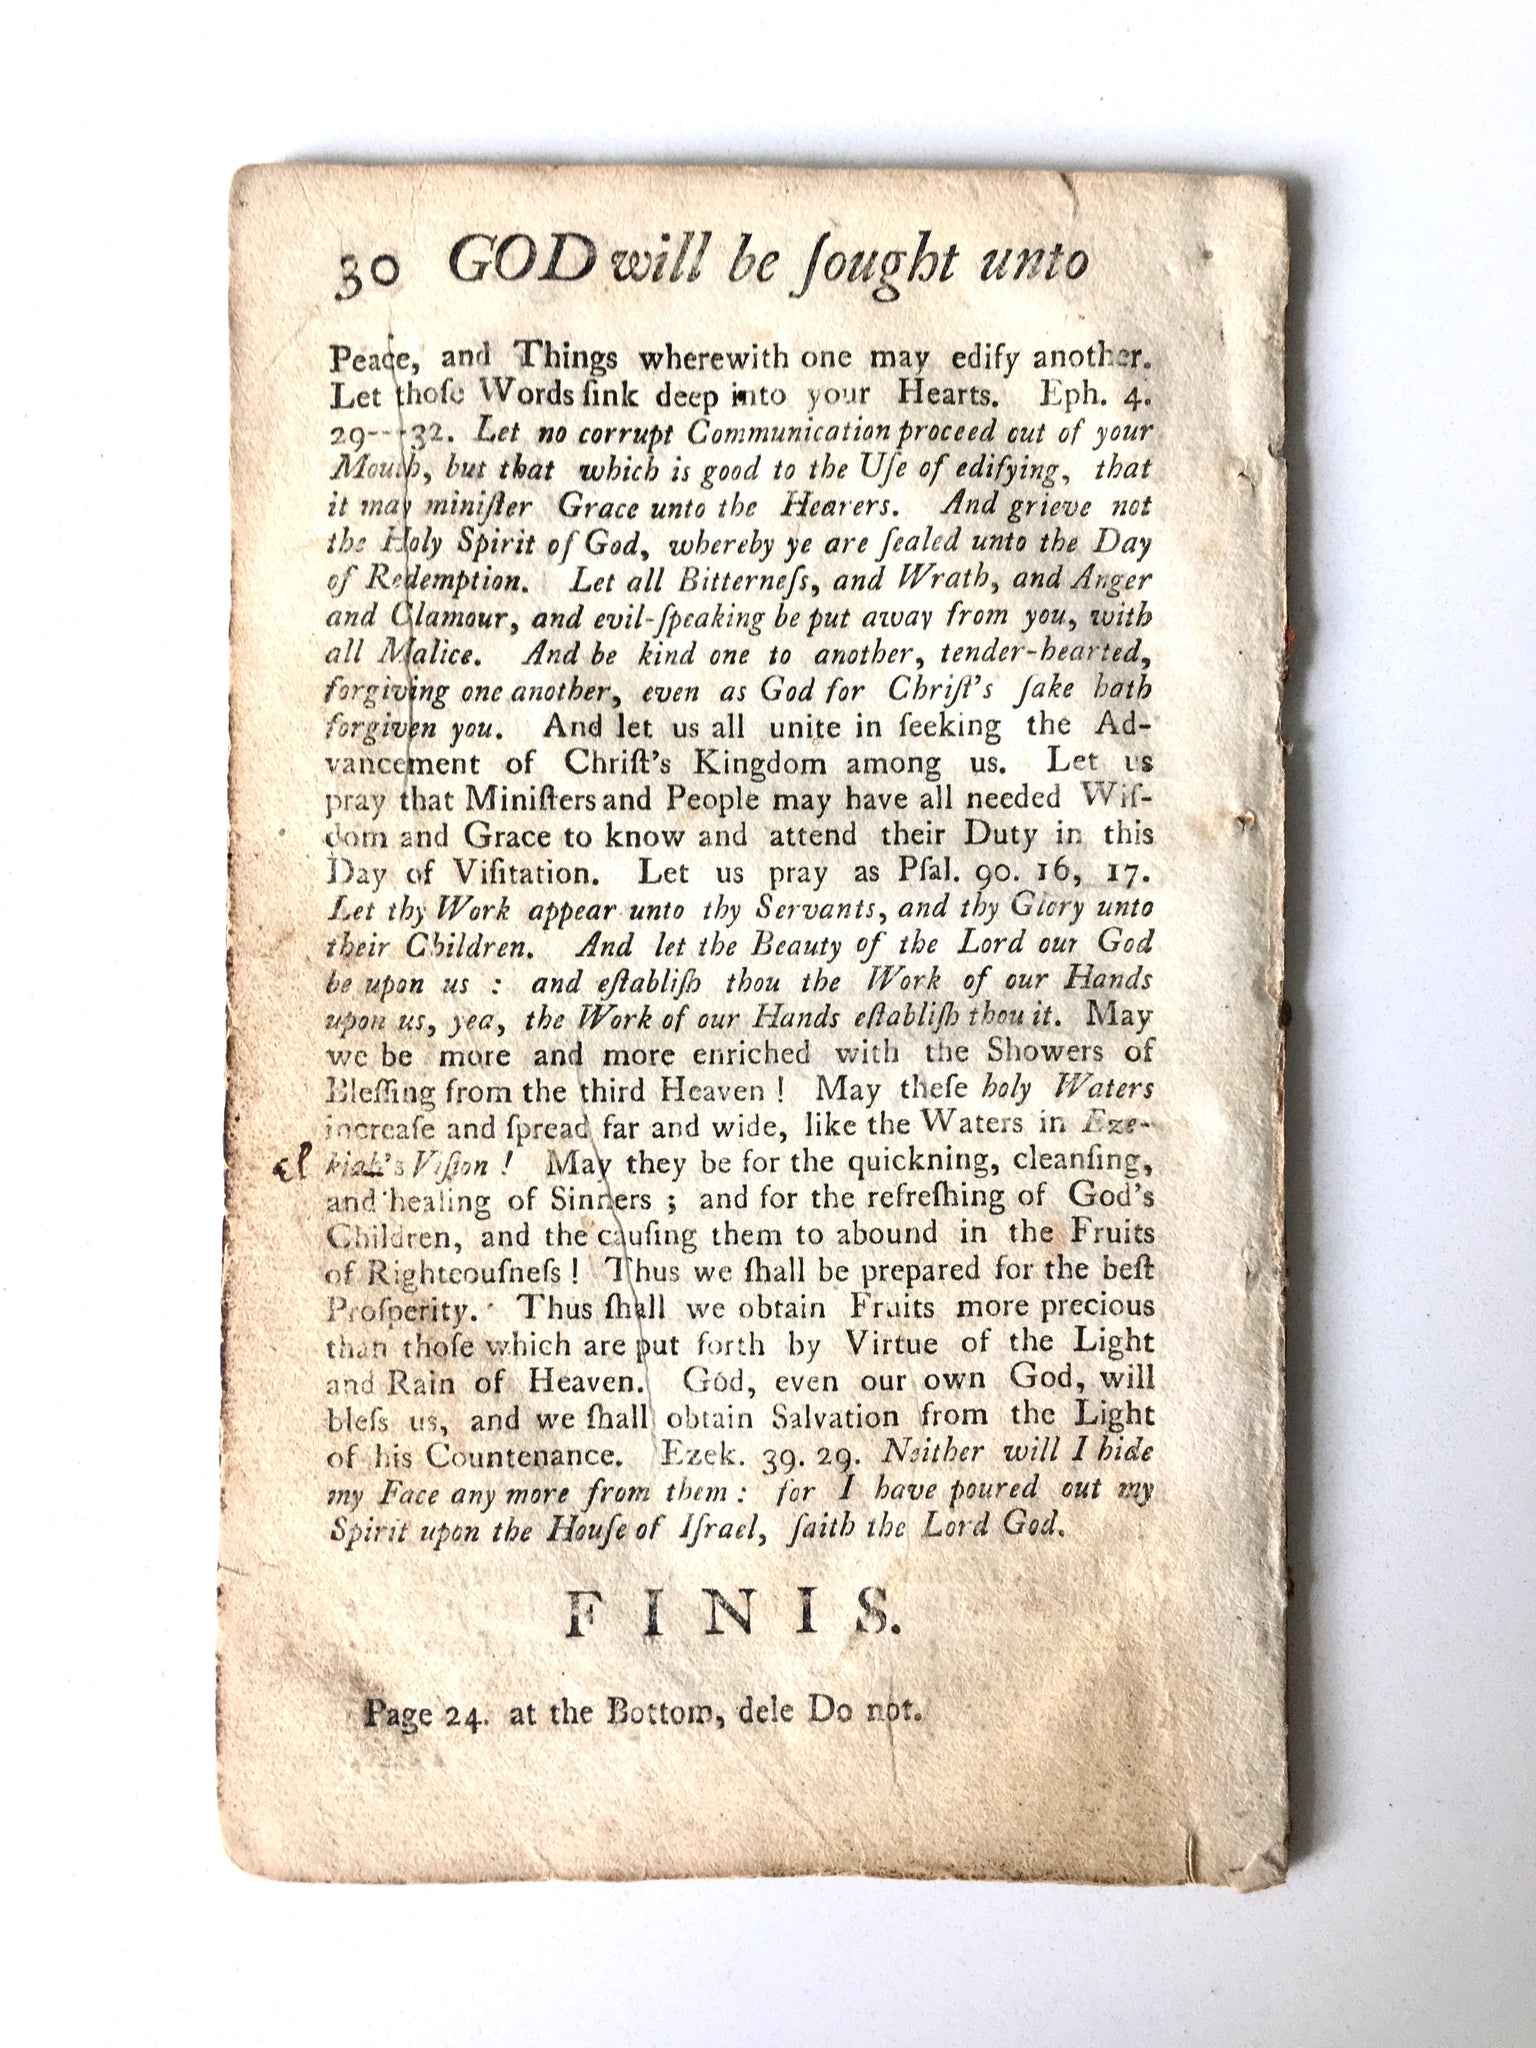 30 GOD will be ſought unto
Peace, and Things wherewith one may edify another.
Let thoſe Words ſink deep into your Hearts. Eph. 4.
29---32. Let no corrupt Communication proceed out of your
Mouth, but that which is good to the Uſe of edifying, that
it may miniſter Grace unto the Hearers. And grieve not
the Holy Spirit of God, whereby ye are ſealed unto the Day
of Redemption. Let all Bitterneſs, and Wrath, and Anger
and Clamour, and evil-ſpeaking be put away from you, with
all Malice. And be kind one to another, tender-hearted,
forgiving one another, even as God for Chriſt's ſake hath
forgiven you. And let us all unite in ſeeking the Ad-
vancement of Chriſt's Kingdom among us. Let us
pray that Miniſters and People may have all needed Wiſ-
dom and Grace to know and attend their Duty in this
Day of Viſitation. Let us pray as Pſal. 90. 16, 17.
Let thy Work appear unto thy Servants, and thy Glory unto
their Children. And let the Beauty of the Lord our God
be upon us : and eſtabliſh thou the Work of our Hands
upon us, yea, the Work of our Hands eſtabliſh thou it. May
we be more and more enriched with the Showers of
Bleſſing from the third Heaven ! May theſe holy Waters
increaſe and ſpread far and wide, like the Waters in Eze-
el kiah's Viſion ! May they be for the quickning, cleanſing,
and healing of Sinners ; and for the refreſhing of God's
Children, and the cauſing them to abound in the Fruits
of Righteouſneſs ! Thus we ſhall be prepared for the beſt
Proſperity. Thus ſhall we obtain Fruits more precious
than thoſe which are put forth by Virtue of the Light
and Rain of Heaven. God, even our own God, will
bleſs us, and we ſhall obtain Salvation from the Light
of his Countenance. Ezek. 39. 29. Neither will I hide
my Face any more from them : for I have poured out my
Spirit upon the Houſe of Iſrael, ſaith the Lord God.
FINIS.
Page 24. at the Bottom, dele Do not.